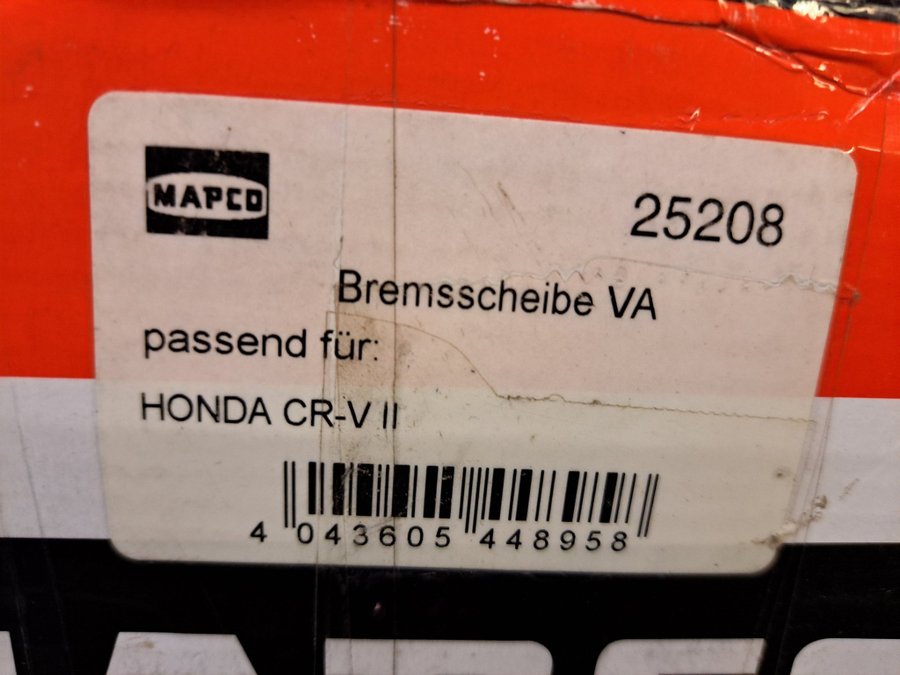 MAPCO
25208
Bremsscheibe VA
passend für:
HONDA CR-V II
4 043605 448958